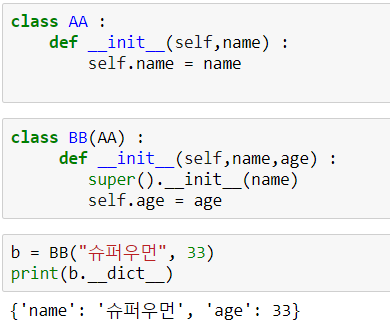 class AA :
    def __init__(self,name) :
        self.name = name
class BB(AA) :
     def __init__(self,name,age) :
        super().__init__(name)
        self.age = age
b = BB("슈퍼우먼", 33)
print(b.__dict__)
{'name': '슈퍼우먼', 'age': 33}